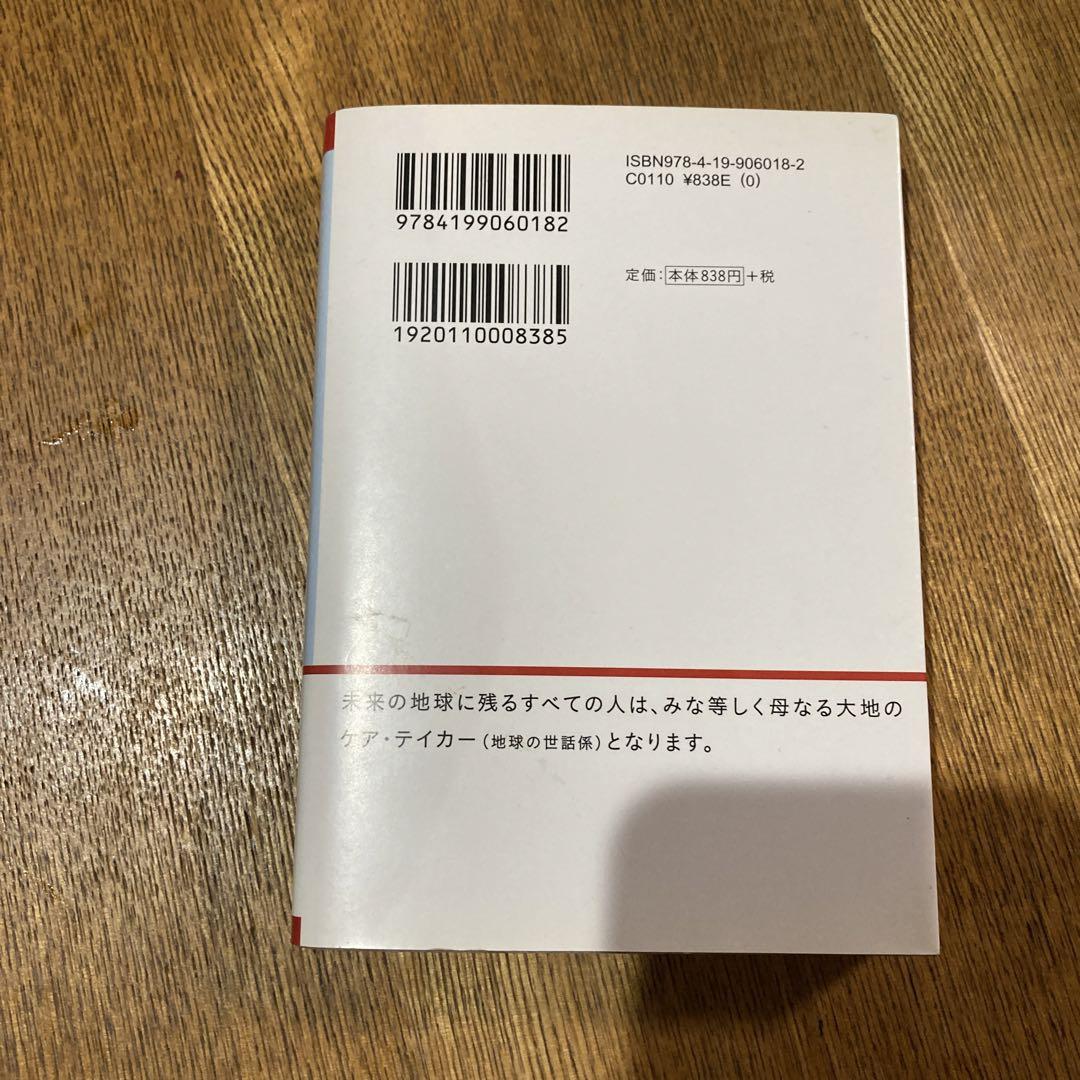 9784199060182
ISBN978-4-19-906018-2
C0110 ¥838E (0)
1920110008385
定価：本体838円+税
未来の地球に残るすべての人は、みな等しく母なる大地の
ケア・テイカー（地球の世話係）となります。